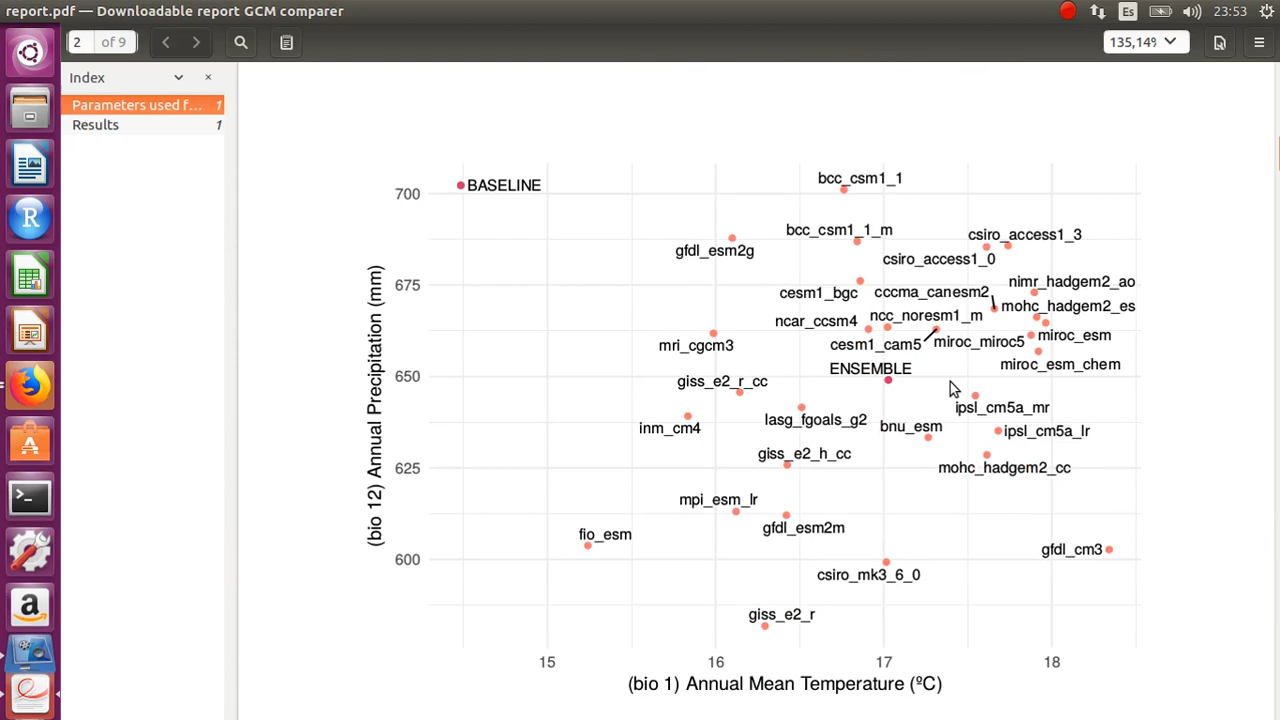 report.pdf — Downloadable report GCM comparer
Es
23:53
2 of 9
135,14%
Index
Parameters used f... 1
Results 1
700
675
650
625
600
(bio 12) Annual Precipitation (mm)
BASELINE
bcc_csm1_1
bcc_csm1_1_m
csiro_access1_3
gfdl_esm2g
csiro_access1_0
nimr_hadgem2_ao
cesm1_bgc
cccma_canesm2
mohc_hadgem2_es
ncar_ccsm4
ncc_noresm1_m
miroc_esm
mri_cgcm3
cesm1_cam5
miroc_miroc5
miroc_esm_chem
ENSEMBLE
giss_e2_r_cc
ipsl_cm5a_mr
lasg_fgoals_g2
inm_cm4
bnu_esm
ipsl_cm5a_lr
giss_e2_h_cc
mohc_hadgem2_cc
mpi_esm_lr
gfdl_esm2m
fio_esm
gfdl_cm3
csiro_mk3_6_0
giss_e2_r
15
16
17
18
(bio 1) Annual Mean Temperature (ºC)